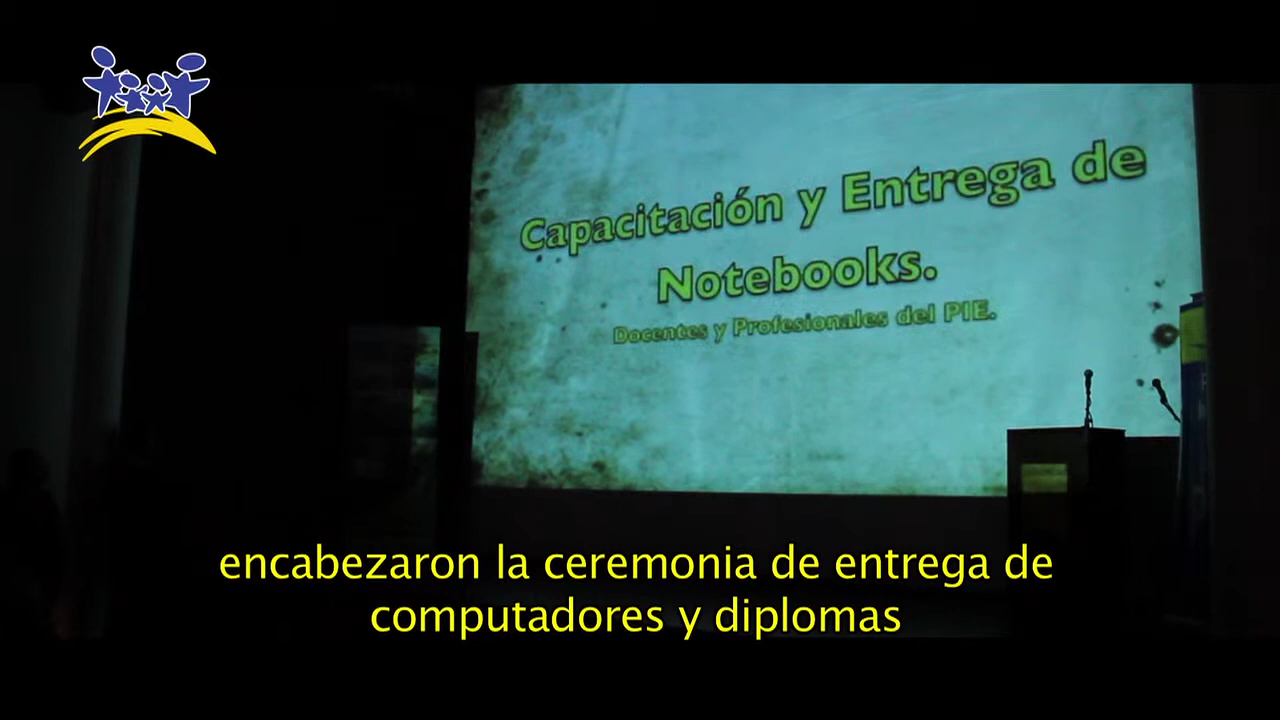 Capacitación y Entrega de
Notebooks.
Docentes y Profesionales del PIE.
encabezaron la ceremonia de entrega de
computadores y diplomas